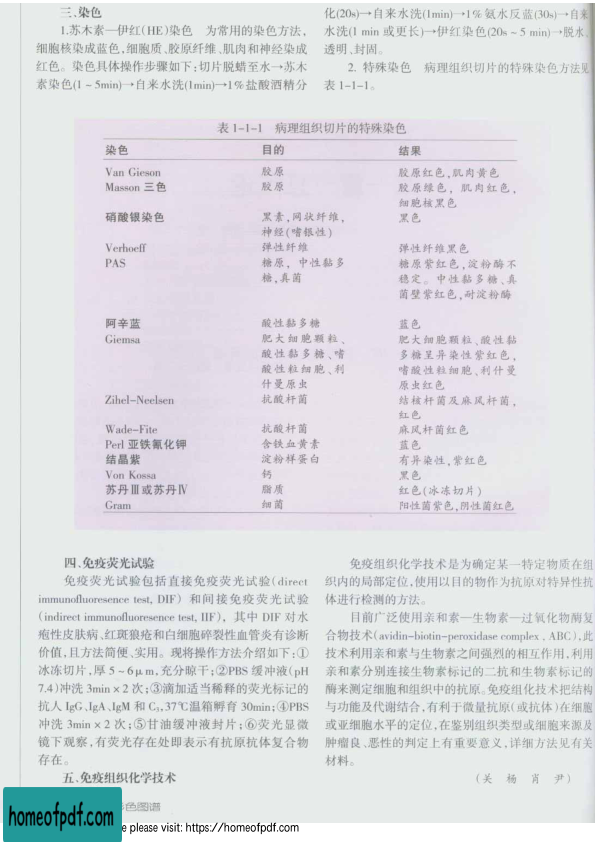 三、染色
1.苏木素—伊红(HE)染色 为常用的染色方法,
细胞核染成蓝色,细胞质、胶原纤维、肌肉和神经染成
红色。染色具体操作步骤如下:切片脱蜡至水→苏木
素染色(1~5min)→自来水洗(1min)→1%盐酸酒精分
化(20s)→自来水洗(1min)→1%氨水反蓝(30s)→自来
水洗(1 min 或更长)→伊红染色(20s~5 min)→脱水、
透明、封固。
2. 特殊染色 病理组织切片的特殊染色方法见
表 1-1-1。
表 1-1-1 病理组织切片的特殊染色
染色 目的 结果
Van Gieson 胶原 胶原红色,肌肉黄色
Masson 三色 胶原 胶原绿色, 肌肉红色,
细胞核黑色
硝酸银染色 黑素,网状纤维, 黑色
神经(嗜银性)
Verhoeff 弹性纤维 弹性纤维黑色
PAS 糖原, 中性黏多 糖原紫红色,淀粉酶不
糖,真菌 稳定。中性黏多糖、真
菌壁紫红色,耐淀粉酶
阿辛蓝 酸性黏多糖 蓝色
Giemsa 肥大细胞颗粒、 肥大细胞颗粒、酸性黏
酸性黏多糖、嗜 多糖呈异染性紫红色,
酸性粒细胞、利 嗜酸性粒细胞、利什曼
什曼原虫 原虫红色
Zihel-Neelsen 抗酸杆菌 结核杆菌及麻风杆菌,
红色
Wade-Fite 抗酸杆菌 麻风杆菌红色
Perl 亚铁氰化钾 含铁血黄素 蓝色
结晶紫 淀粉样蛋白 有异染性,紫红色
Von Kossa 钙 黑色
苏丹Ⅲ或苏丹Ⅳ 脂质 红色(冰冻切片)
Gram 细菌 阳性菌紫色,阴性菌红色
四、免疫荧光试验
免疫荧光试验包括直接免疫荧光试验(direct
immunofluoresence test, DIF) 和间接免疫荧光试验
(indirect immunofluoresence test, IIF), 其中 DIF 对水
疱性皮肤病、红斑狼疮和白细胞碎裂性血管炎有诊断
价值,且方法简便、实用。现将操作方法介绍如下:①
冰冻切片,厚 5~6μm,充分晾干;②PBS 缓冲液(pH
7.4)冲洗 3min×2 次;③滴加适当稀释的荧光标记的
抗人 IgG、IgA、IgM 和 C₃,37℃温箱孵育 30min;④PBS
冲洗 3min×2 次;⑤甘油缓冲液封片;⑥荧光显微
镜下观察,有荧光存在处即表示有抗原抗体复合物
存在。
五、免疫组织化学技术
免疫组织化学技术是为确定某一特定物质在组
织内的局部定位,使用以目的物作为抗原对特异性抗
体进行检测的方法。
目前广泛使用亲和素—生物素—过氧化物酶复
合物技术(avidin-biotin-peroxidase complex , ABC),此
技术利用亲和素与生物素之间强烈的相互作用,利用
亲和素分别连接生物素标记的二抗和生物素标记的
酶来测定细胞和组织中的抗原。免疫组化技术把结构
与功能及代谢结合,有利于微量抗原(或抗体)在细胞
或亚细胞水平的定位,在鉴别组织类型或细胞来源及
肿瘤良、恶性的判定上有重要意义,详细方法见有关
材料。
(关 杨 肖 尹)
色图谱
homeofpdf.com
e please visit: https://homeofpdf.com